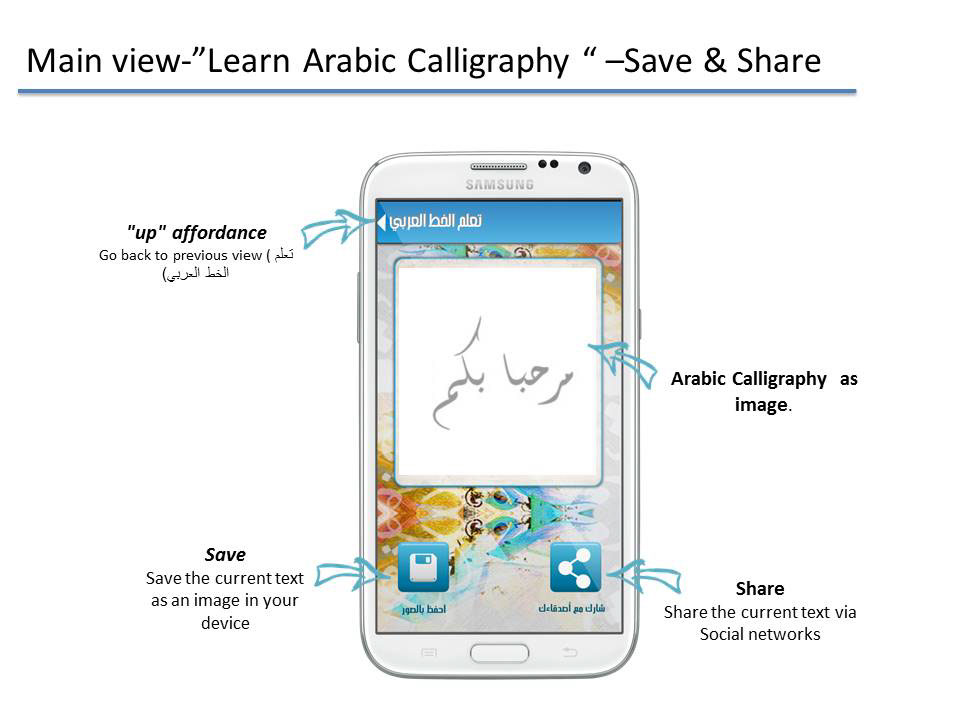 Main view-”Learn Arabic Calligraphy “ –Save & Share
SAMSUNG
تعلم الخط العربي
"up" affordance
Go back to previous view ( تعلم
الخط العربي)
مرحبا بكم
Arabic Calligraphy as
image.
Save
Save the current text
as an image in your
device
احفظ بالصور
شارك مع أصدقاءك
Share
Share the current text via
Social networks